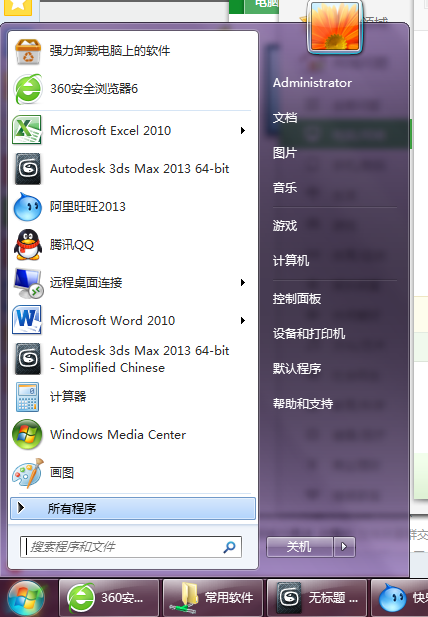 电脑
领域
强力卸载电脑上的软件
360安全浏览器6
Microsoft Excel 2010
Autodesk 3ds Max 2013 64-bit
阿里旺旺2013
腾讯QQ
远程桌面连接
Microsoft Word 2010
Autodesk 3ds Max 2013 64-bit
- Simplified Chinese
计算器
Windows Media Center
画图
所有程序
搜索程序和文件
Administrator
文档
图片
音乐
游戏
计算机
控制面板
设备和打印机
默认程序
帮助和支持
关机
群交
360安...
常用软件
无标题 ...